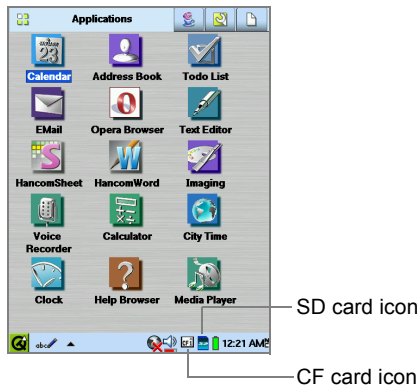 Applications
Calendar Address Book Todo List
EMail Opera Browser Text Editor
HancomSheet HancomWord Imaging
Voice Recorder Calculator City Time
Clock Help Browser Media Player
SD card icon
abc 12:21 AM
CF card icon